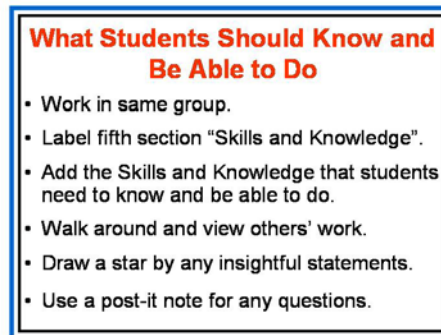 What Students Should Know and
Be Able to Do
• Work in same group.
• Label fifth section “Skills and Knowledge”.
• Add the Skills and Knowledge that students
need to know and be able to do.
• Walk around and view others’ work.
• Draw a star by any insightful statements.
• Use a post-it note for any questions.